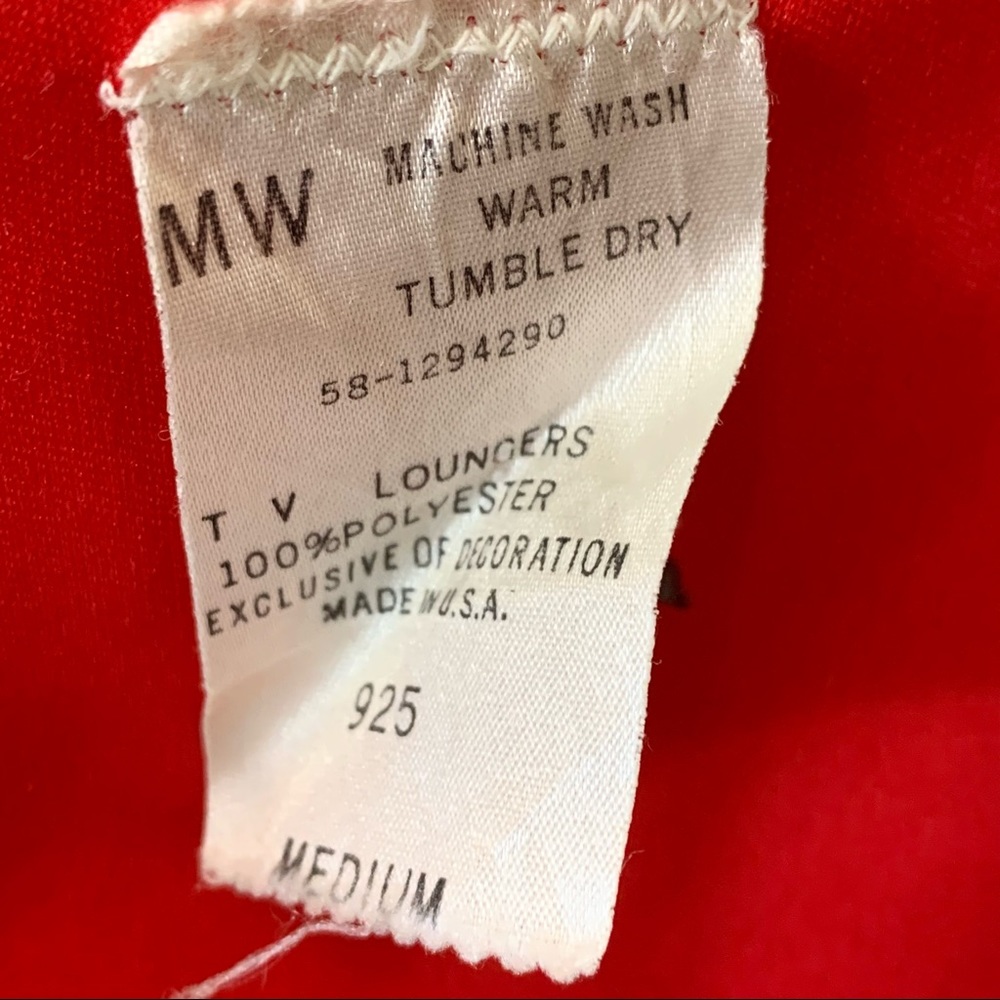 MW MACHINE WASH
WARM
TUMBLE DRY
58-1294290
T V LOUNGERS
100%POLYESTER
EXCLUSIVE OF DECORATION
MADE IN U.S.A.
925
MEDIUM